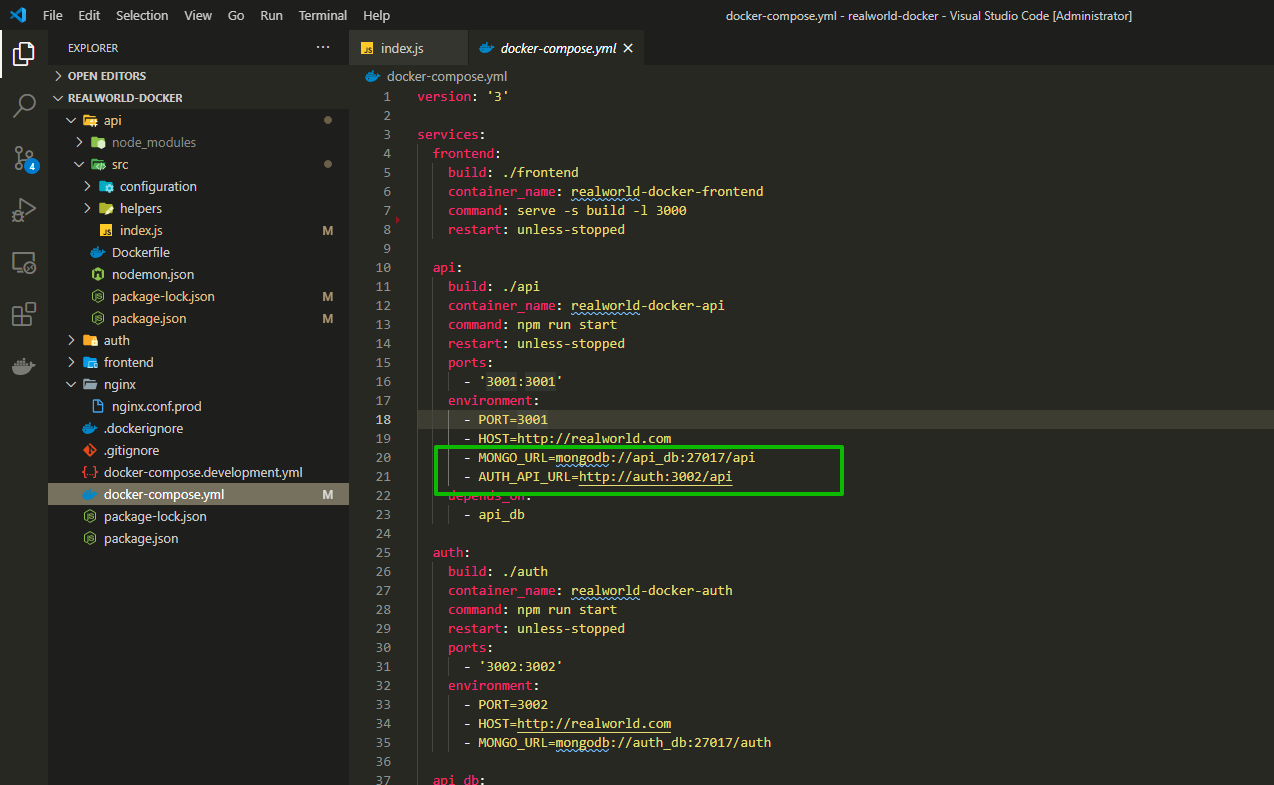 File Edit Selection View Go Run Terminal Help
docker-compose.yml - realworld-docker - Visual Studio Code [Administrator]
EXPLORER
OPEN EDITORS
REALWORLD-DOCKER
api
node_modules
src
configuration
helpers
index.js M
Dockerfile
nodemon.json
package-lock.json M
package.json M
auth
frontend
nginx
nginx.conf.prod
.dockerignore
.gitignore
docker-compose.development.yml
docker-compose.yml M
package-lock.json
package.json
4
JS index.js
docker-compose.yml
docker-compose.yml
1 version: '3'
2
3 services:
4 frontend:
5 build: ./frontend
6 container_name: realworld-docker-frontend
7 command: serve -s build -l 3000
8 restart: unless-stopped
9
10 api:
11 build: ./api
12 container_name: realworld-docker-api
13 command: npm run start
14 restart: unless-stopped
15 ports:
16 - '3001:3001'
17 environment:
18 - PORT=3001
19 - HOST=http://realworld.com
20 - MONGO_URL=mongodb://api_db:27017/api
21 - AUTH_API_URL=http://auth:3002/api
22 depends_on:
23 - api_db
24
25 auth:
26 build: ./auth
27 container_name: realworld-docker-auth
28 command: npm run start
29 restart: unless-stopped
30 ports:
31 - '3002:3002'
32 environment:
33 - PORT=3002
34 - HOST=http://realworld.com
35 - MONGO_URL=mongodb://auth_db:27017/auth
36
37 api_db: